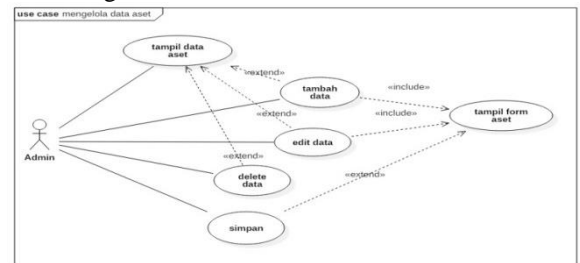 use case mengelola data aset
tampil data
aset
«extend»
tambah
data
«include»
tampil form
aset
«extend»
«include»
Admin
edit data
«extend»
delete
data
«extend»
simpan